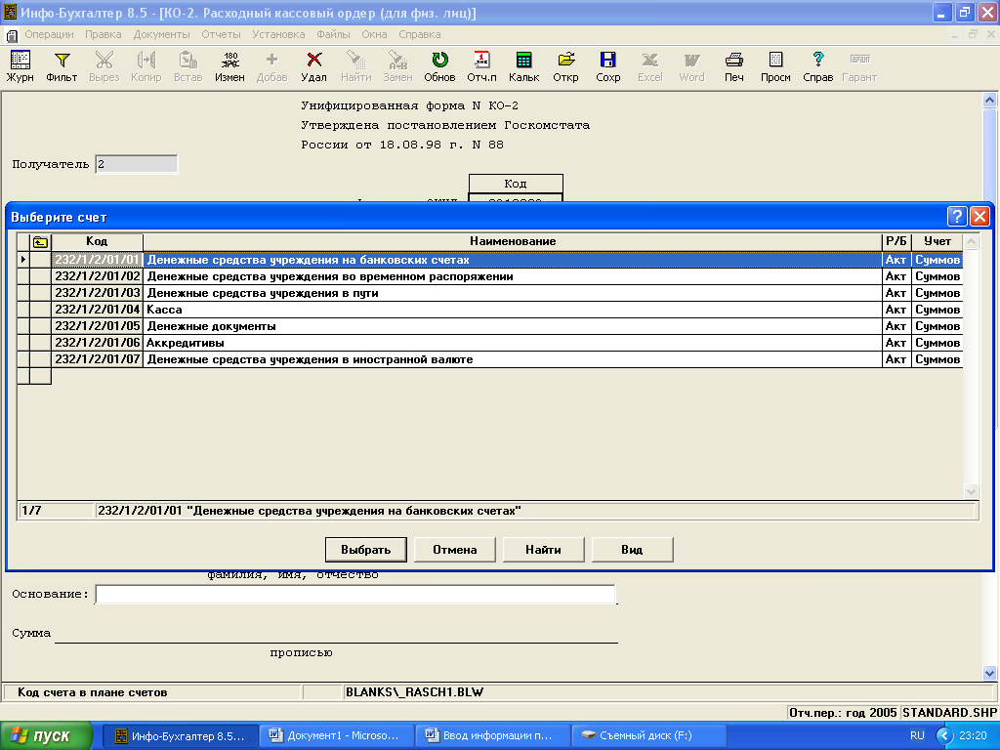 Инфо-Бухгалтер 8.5 - [КО-2. Расходный кассовый ордер (для физ. лиц)]
Операции Правка Документы Отчеты Установка Файлы Окна Справка
Журн Фильт Вырез Копир Встав Измен Добав Удал Найти Замен Обнов Отч.п Кальк Откр Сохр Excel Word Печ Просм Справ Гарант
Унифицированная форма N КО-2
Утверждена постановлением Госкомстата
России от 18.08.98 г. N 88
Получатель 2
Код
Выберите счет
Код Наименование Р/Б Учет
232/1/2/01/01 Денежные средства учреждения на банковских счетах Акт Суммов
232/1/2/01/02 Денежные средства учреждения во временном распоряжении Акт Суммов
232/1/2/01/03 Денежные средства учреждения в пути Акт Суммов
232/1/2/01/04 Касса Акт Суммов
232/1/2/01/05 Денежные документы Акт Суммов
232/1/2/01/06 Аккредитивы Акт Суммов
232/1/2/01/07 Денежные средства учреждения в иностранной валюте Акт Суммов
1/7 232/1/2/01/01 "Денежные средства учреждения на банковских счетах"
Выбрать Отмена Найти Вид
фамилия, имя, отчество
Основание:
Сумма
прописью
Код счета в плане счетов BLANKS\_RASCH1.BLW
Отч.пер.: год 2005 STANDARD.SHP
пуск Инфо-Бухгалтер 8.5... Документ1 - Microso... Ввод информации п... Съемный диск (F:) RU 23:20